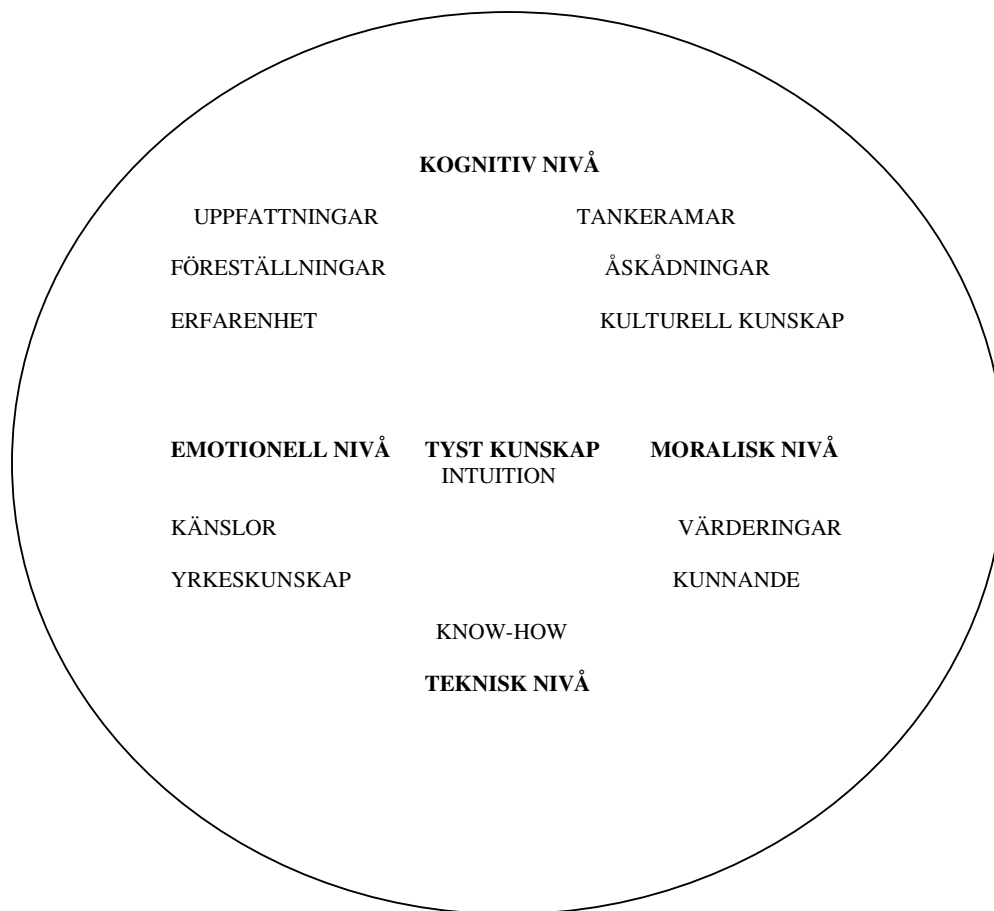 KOGNITIV NIVÅ
UPPFATTNINGAR TANKERAMAR
FÖRESTÄLLNINGAR ÅSKÅDNINGAR
ERFARENHET KULTURELL KUNSKAP
EMOTIONELL NIVÅ TYST KUNSKAP MORALISK NIVÅ
INTUITION
KÄNSLOR VÄRDERINGAR
YRKESKUNSKAP KUNNANDE
KNOW-HOW
TEKNISK NIVÅ